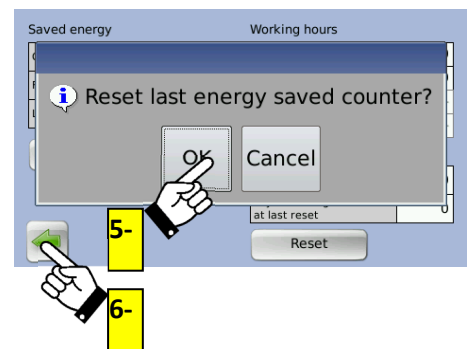 Saved energy
Working hours
Reset last energy saved counter?
OK
Cancel
at last reset
0
Reset
5-
6-